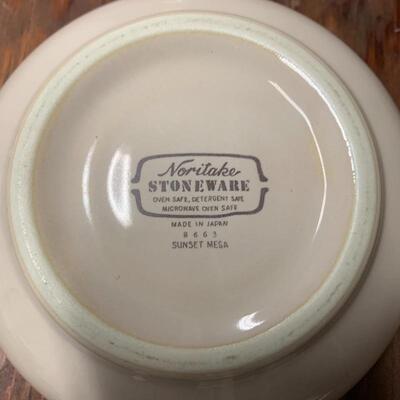 Noritake
STONEWARE
OVEN SAFE, DETERGENT SAFE
MICROWAVE OVEN SAFE
MADE IN JAPAN
8663
SUNSET MESA